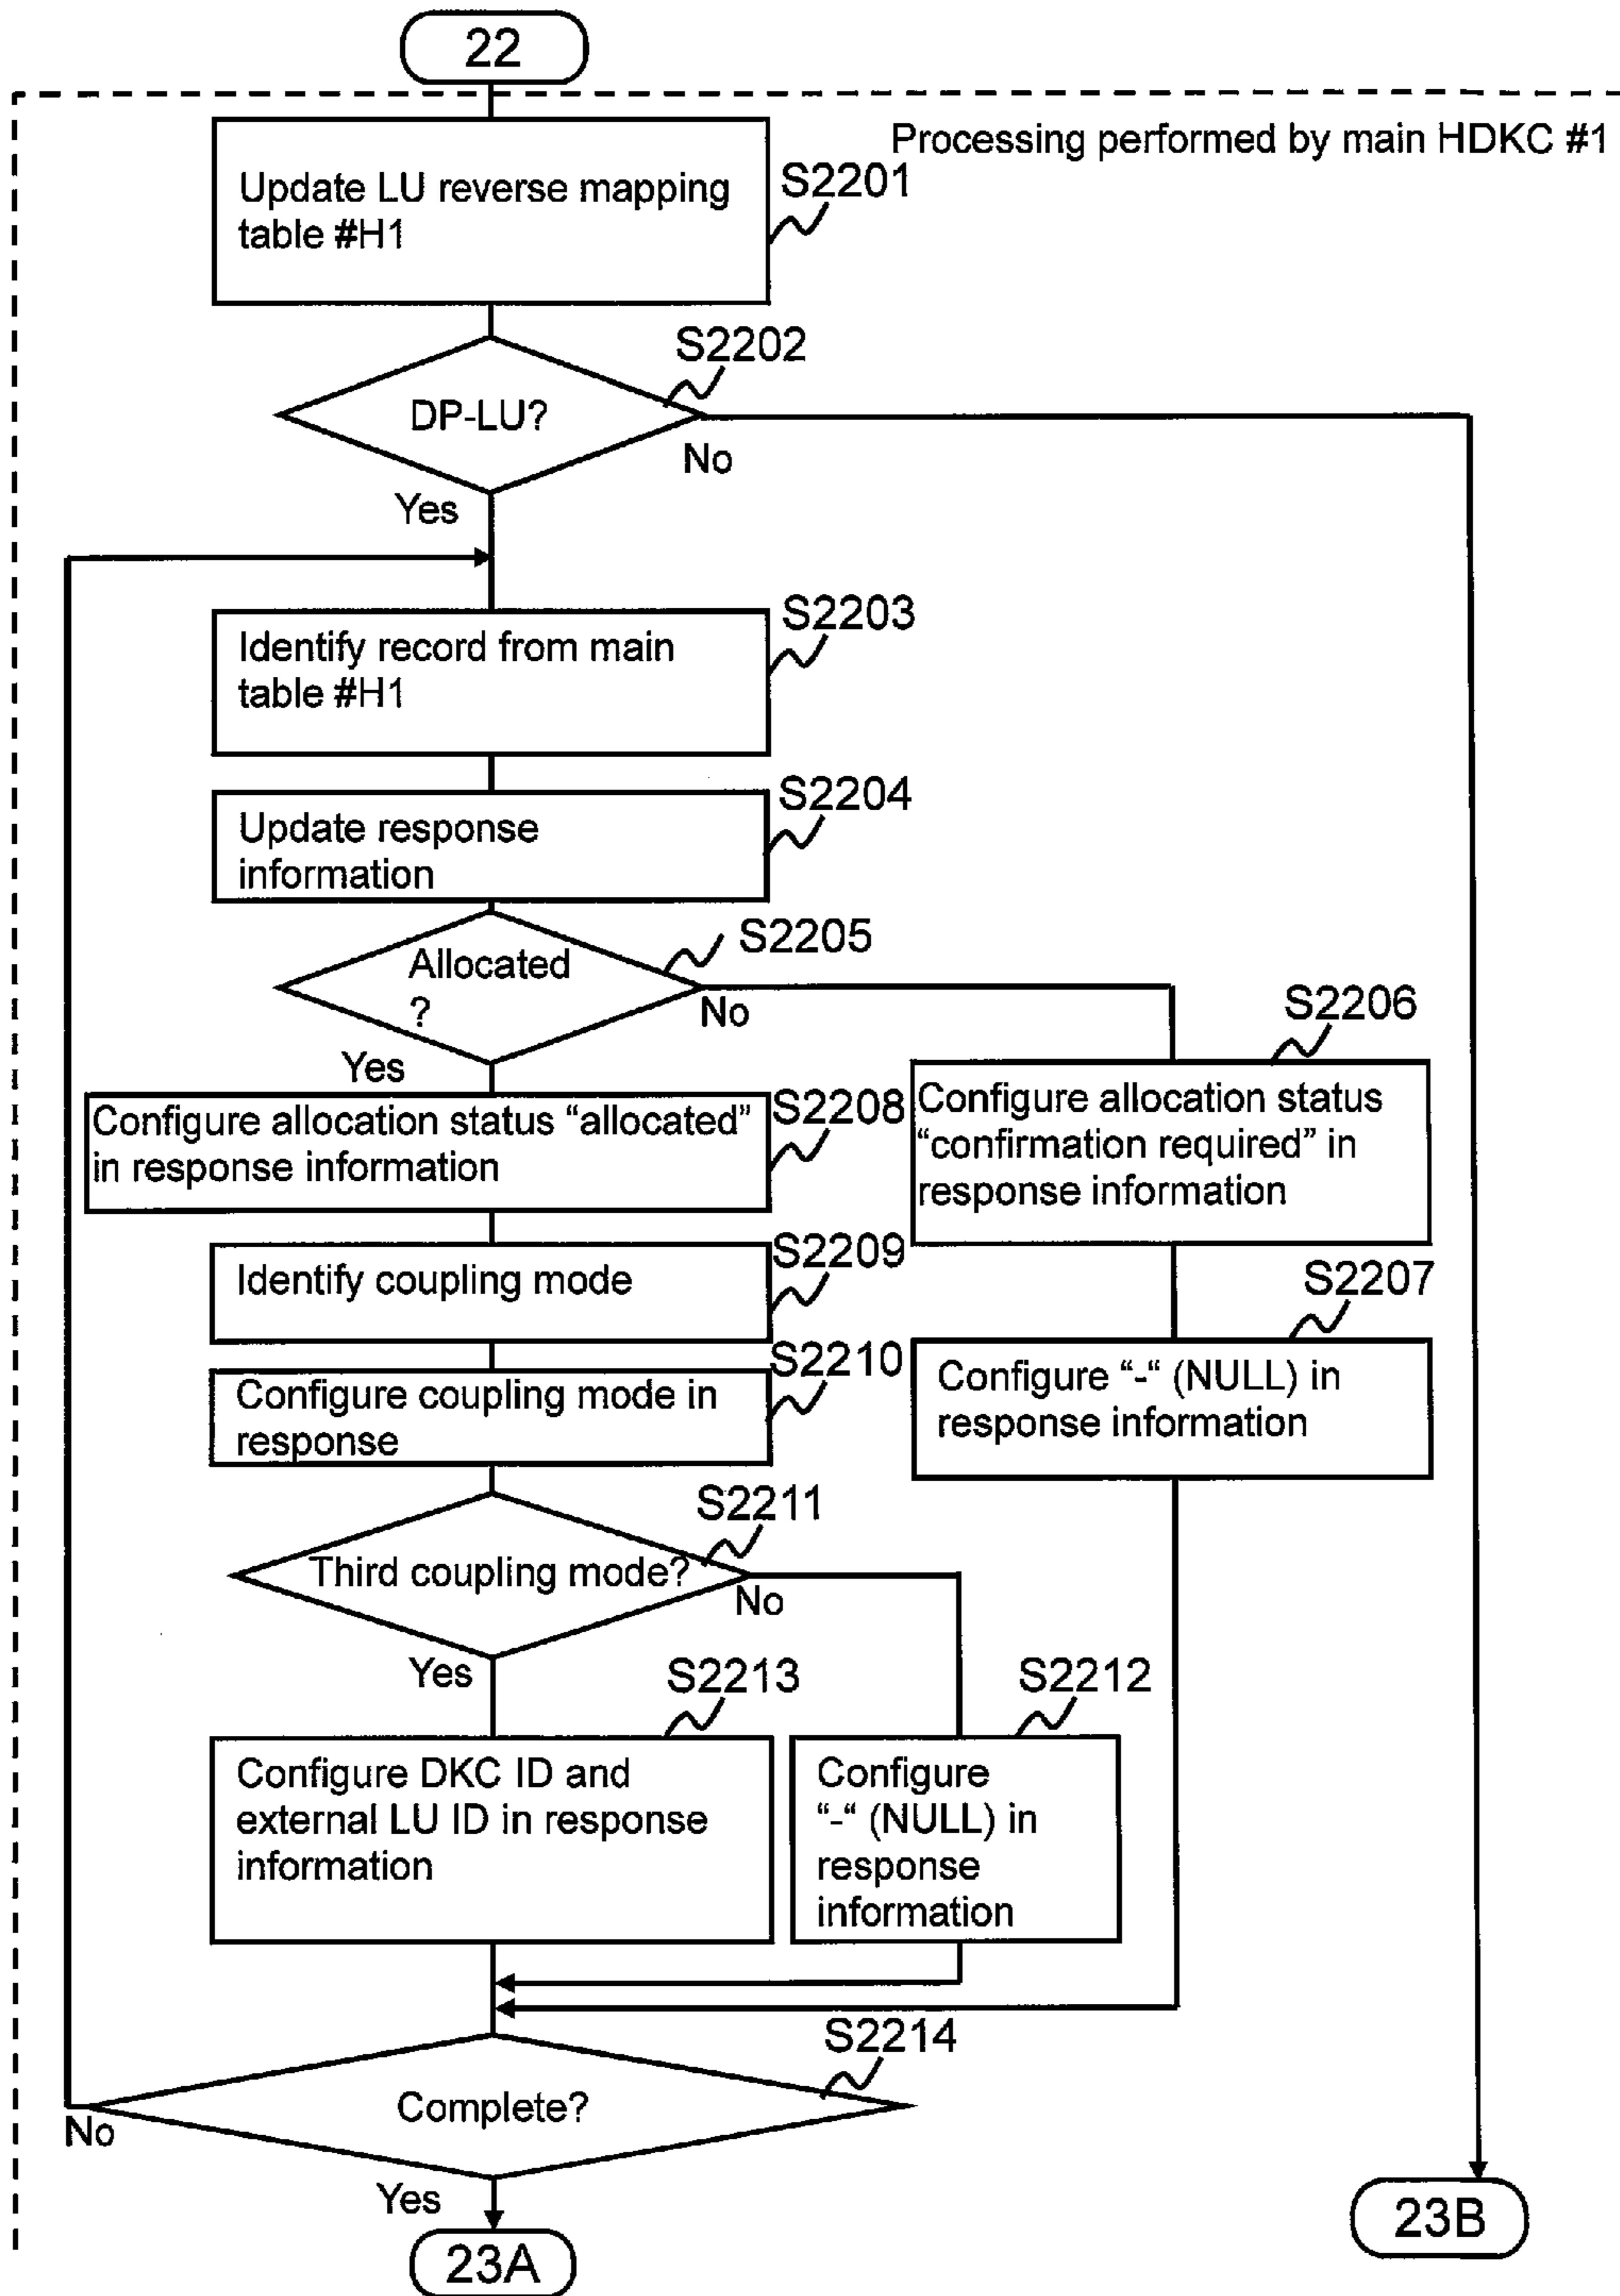 22
Processing performed by main HDKC #1
Update LU reverse mapping
table #H1
S2201
S2202
DP-LU?
No
Yes
Identify record from main
table #H1
S2203
Update response
information
S2204
Allocated
?
S2205
No
Yes
S2206
Configure allocation status
“confirmation required” in
response information
Configure allocation status “allocated”
in response information
S2208
S2207
Configure “-“ (NULL) in
response information
Identify coupling mode
S2209
Configure coupling mode in
response
S2210
S2211
Third coupling mode?
No
Yes
S2213
Configure DKC ID and
external LU ID in response
information
S2212
Configure
“-“ (NULL) in
response
information
S2214
Complete?
No
Yes
23A
23B